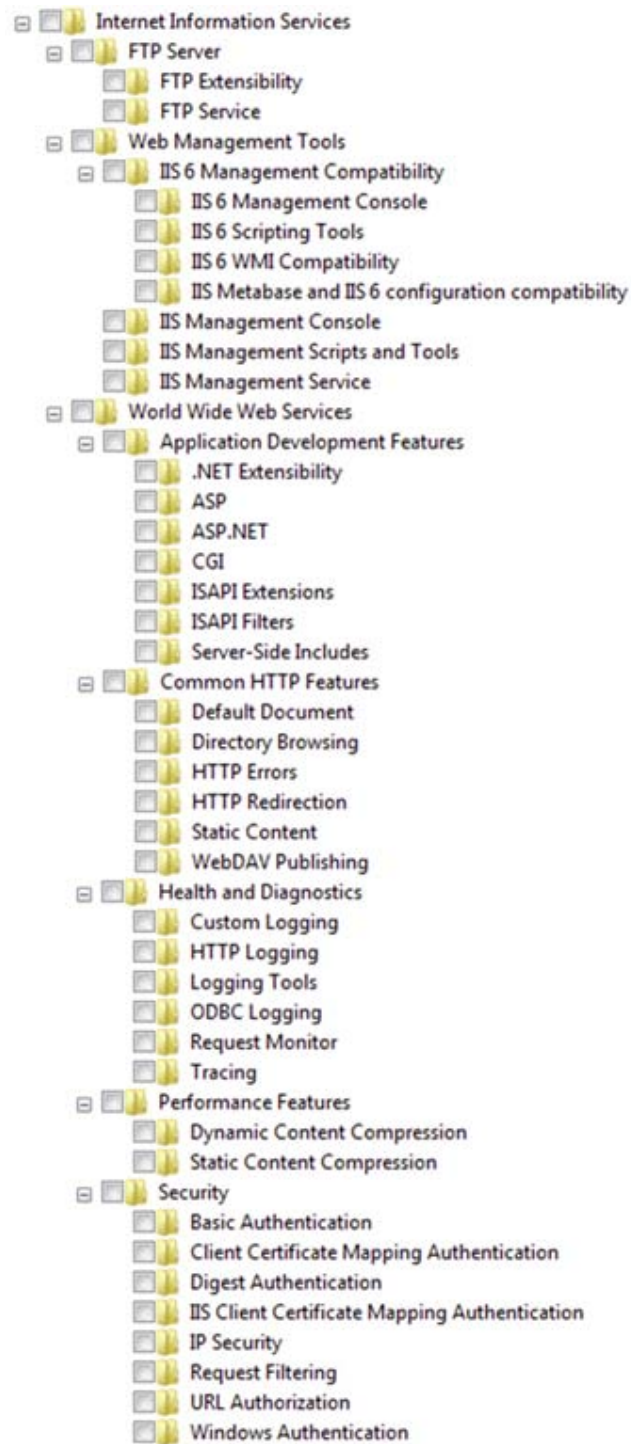 Internet Information Services
FTP Server
FTP Extensibility
FTP Service
Web Management Tools
IIS 6 Management Compatibility
IIS 6 Management Console
IIS 6 Scripting Tools
IIS 6 WMI Compatibility
IIS Metabase and IIS 6 configuration compatibility
IIS Management Console
IIS Management Scripts and Tools
IIS Management Service
World Wide Web Services
Application Development Features
.NET Extensibility
ASP
ASP.NET
CGI
ISAPI Extensions
ISAPI Filters
Server-Side Includes
Common HTTP Features
Default Document
Directory Browsing
HTTP Errors
HTTP Redirection
Static Content
WebDAV Publishing
Health and Diagnostics
Custom Logging
HTTP Logging
Logging Tools
ODBC Logging
Request Monitor
Tracing
Performance Features
Dynamic Content Compression
Static Content Compression
Security
Basic Authentication
Client Certificate Mapping Authentication
Digest Authentication
IIS Client Certificate Mapping Authentication
IP Security
Request Filtering
URL Authorization
Windows Authentication